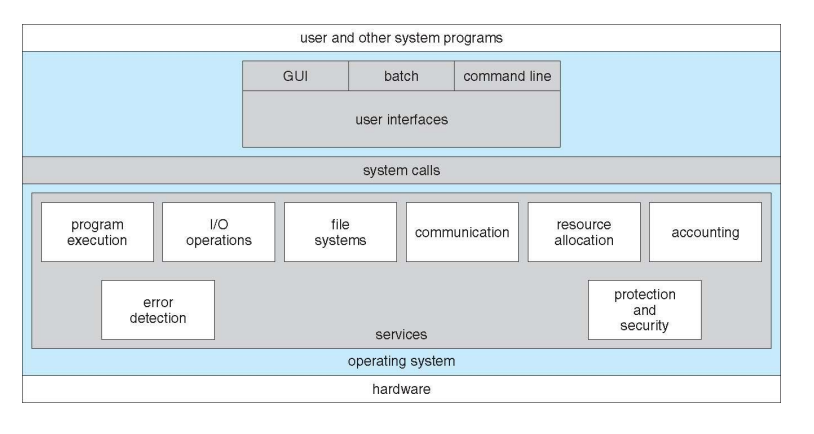 user and other system programs
GUI
batch
command line
user interfaces
system calls
program
execution
I/O
operations
file
systems
communication
resource
allocation
accounting
error
detection
protection
and
security
services
operating system
hardware